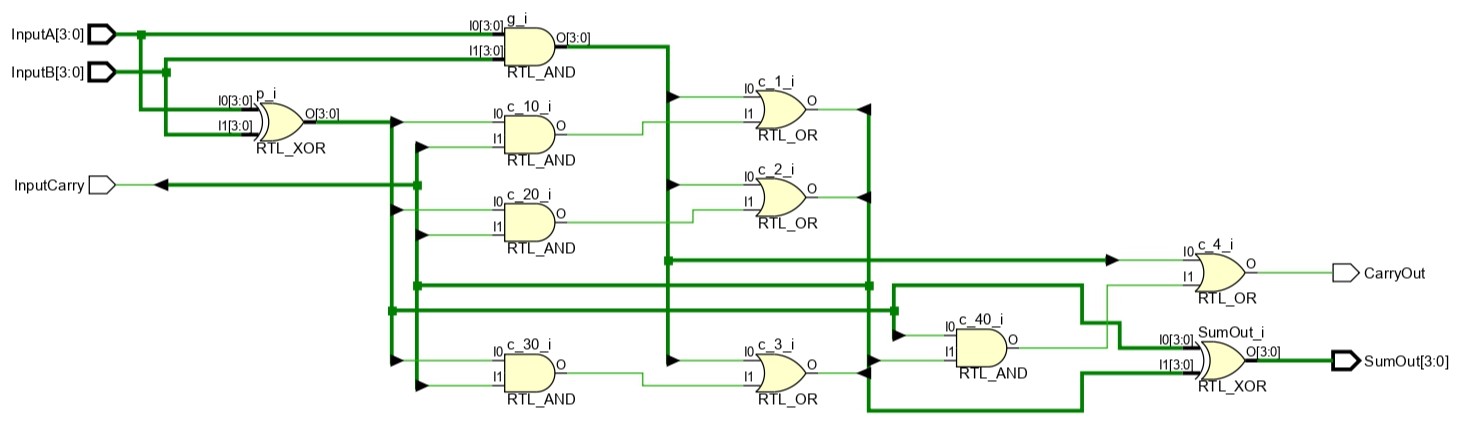 InputA[3:0]
InputB[3:0]
InputCarry
I0[3:0]
p_i
I1[3:0]
O[3:0]
RTL_XOR
I0[3:0]
g_i
I1[3:0]
O[3:0]
RTL_AND
I0
c_10_i
I1
O
RTL_AND
I0
c_20_i
I1
O
RTL_AND
I0
c_30_i
I1
O
RTL_AND
I0
c_1_i
I1
O
RTL_OR
I0
c_2_i
I1
O
RTL_OR
I0
c_3_i
I1
O
RTL_OR
I0
c_40_i
I1
O
RTL_AND
I0
c_4_i
I1
O
RTL_OR
CarryOut
SumOut_i
I0[3:0]
I1[3:0]
O[3:0]
RTL_XOR
SumOut[3:0]